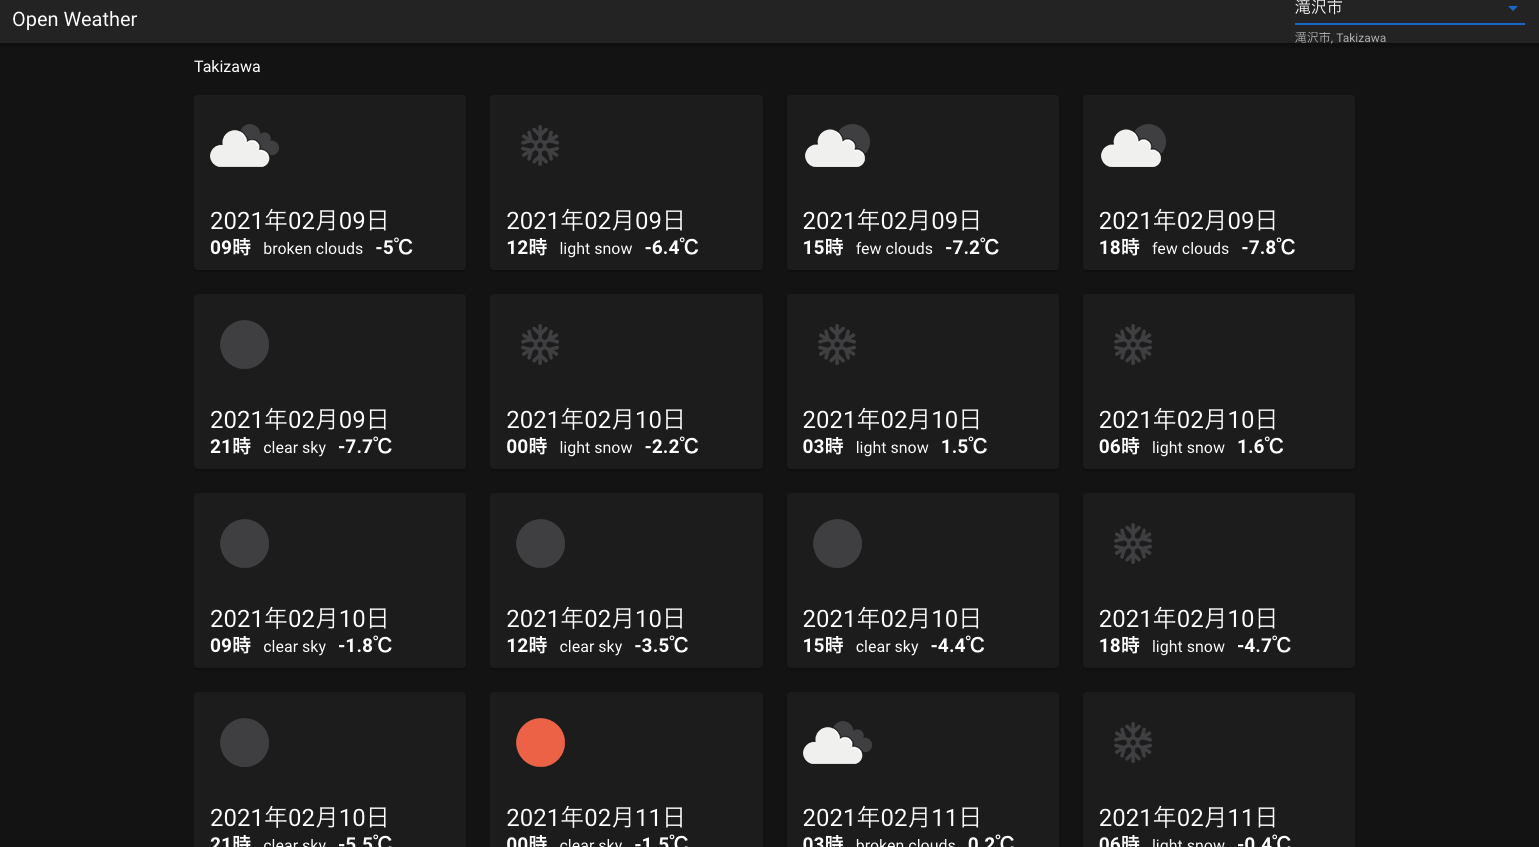 Open Weather
滝沢市
滝沢市, Takizawa
Takizawa
2021年02月09日
09時 broken clouds -5℃
2021年02月09日
12時 light snow -6.4℃
2021年02月09日
15時 few clouds -7.2℃
2021年02月09日
18時 few clouds -7.8℃
2021年02月09日
21時 clear sky -7.7℃
2021年02月10日
00時 light snow -2.2℃
2021年02月10日
03時 light snow 1.5℃
2021年02月10日
06時 light snow 1.6℃
2021年02月10日
09時 clear sky -1.8℃
2021年02月10日
12時 clear sky -3.5℃
2021年02月10日
15時 clear sky -4.4℃
2021年02月10日
18時 light snow -4.7℃
2021年02月10日
21時 clear sky -5.5℃
2021年02月11日
00時 clear sky -1.5℃
2021年02月11日
03時 broken clouds 0.2℃
2021年02月11日
06時 light snow -0.4℃